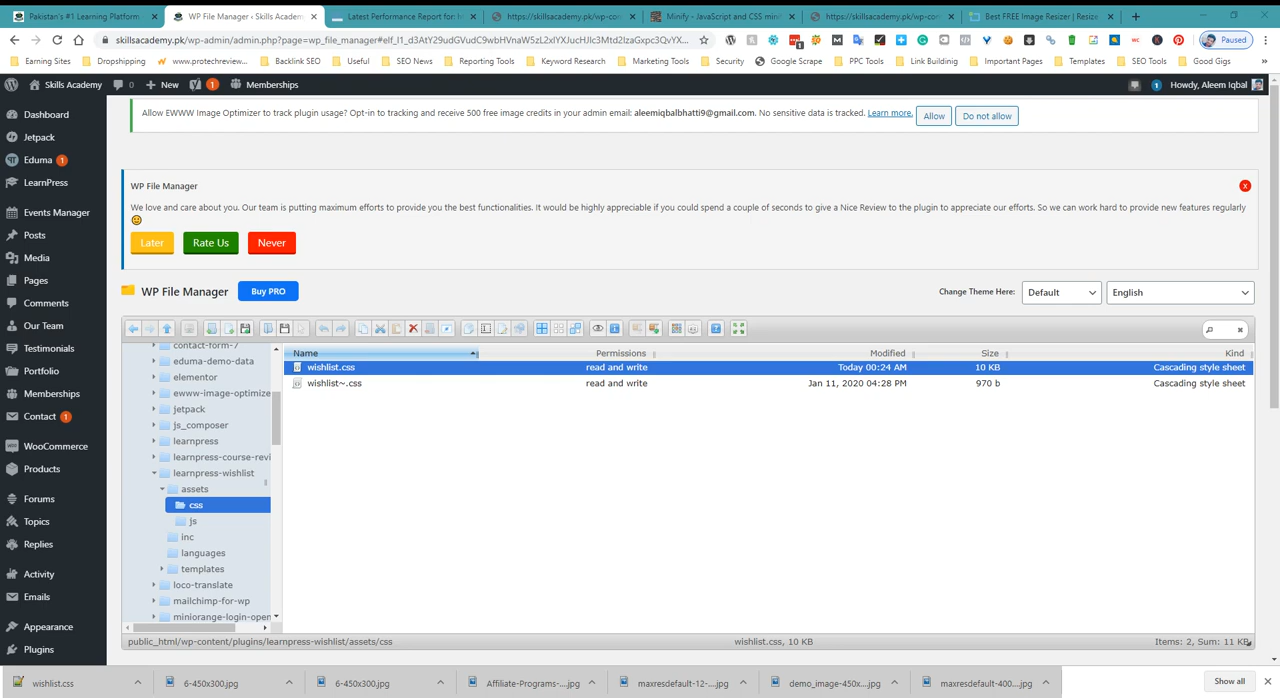 Pakistan's #1 Learning Platform
WP File Manager ‹ Skills Academy
Latest Performance Report for: h
https://skillsacademy.pk/wp-con
Minify - JavaScript and CSS mini
https://skillsacademy.pk/wp-con
Best FREE Image Resizer | Resize
skillsacademy.pk/wp-admin/admin.php?page=wp_file_manager#elf_l1_
Paused
Earning Sites
Dropshipping
www.protechreview...
Backlink SEO
Useful
SEO News
Reporting Tools
Keyword Research
Marketing Tools
Security
Google Scrape
PPC Tools
Link Building
Important Pages
Templates
SEO Tools
Good Gigs
Skills Academy
0
New
1
Memberships
1
Howdy, Aleem Iqbal
Dashboard
Jetpack
Eduma 1
LearnPress
Events Manager
Posts
Media
Pages
Comments
Our Team
Testimonials
Portfolio
Memberships
Contact 1
WooCommerce
Products
Forums
Topics
Replies
Activity
Emails
Appearance
Plugins
Allow EWWW Image Optimizer to track plugin usage? Opt-in to tracking and receive 500 free image credits in your admin email: aleemiqbalbhatti9@gmail.com. No sensitive data is tracked. Learn more.
Allow
Do not allow
WP File Manager
We love and care about you. Our team is putting maximum efforts to provide you the best functionalities. It would be highly appreciable if you could spend a couple of seconds to give a Nice Review to the plugin to appreciate our efforts. So we can work hard to provide new features regularly
Later
Rate Us
Never
WP File Manager
Buy PRO
Change Theme Here:
Default
English
contact-form-7
eduma-demo-data
elementor
ewww-image-optimize
jetpack
js_composer
learnpress
learnpress-course-revi
learnpress-wishlist
assets
css
js
inc
languages
templates
loco-translate
mailchimp-for-wp
miniorange-login-open
Name
Permissions
Modified
Size
Kind
wishlist.css
read and write
Today 00:24 AM
10 KB
Cascading style sheet
wishlist~.css
read and write
Jan 11, 2020 04:28 PM
970 b
Cascading style sheet
public_html/wp-content/plugins/learnpress-wishlist/assets/css
wishlist.css, 10 KB
Items: 2, Sum: 11 KB
wishlist.css
6-450x300.jpg
6-450x300.jpg
Affiliate-Programs-....jpg
maxresdefault-12-....jpg
demo_image-450x....jpg
maxresdefault-400....jpg
Show all